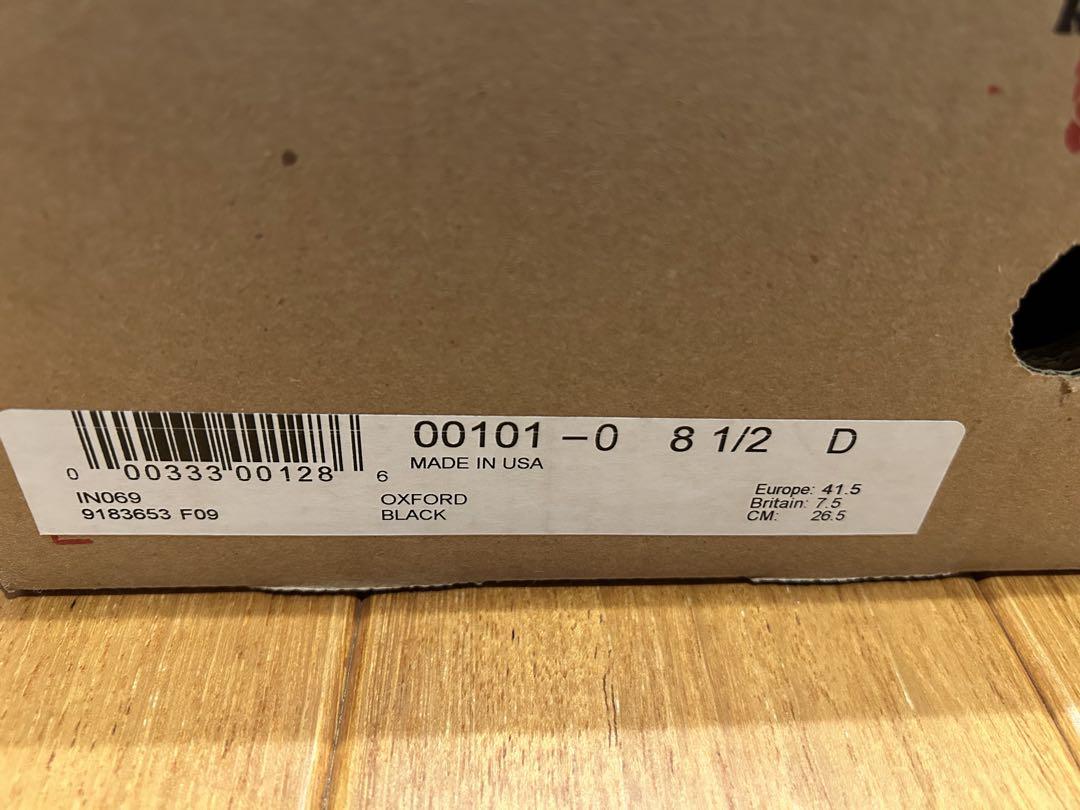 00101 -0 8 1/2 D
MADE IN USA
0 00333 00128 6
IN069
9183653 F09
OXFORD
BLACK
Europe: 41.5
Britain: 7.5
CM: 26.5